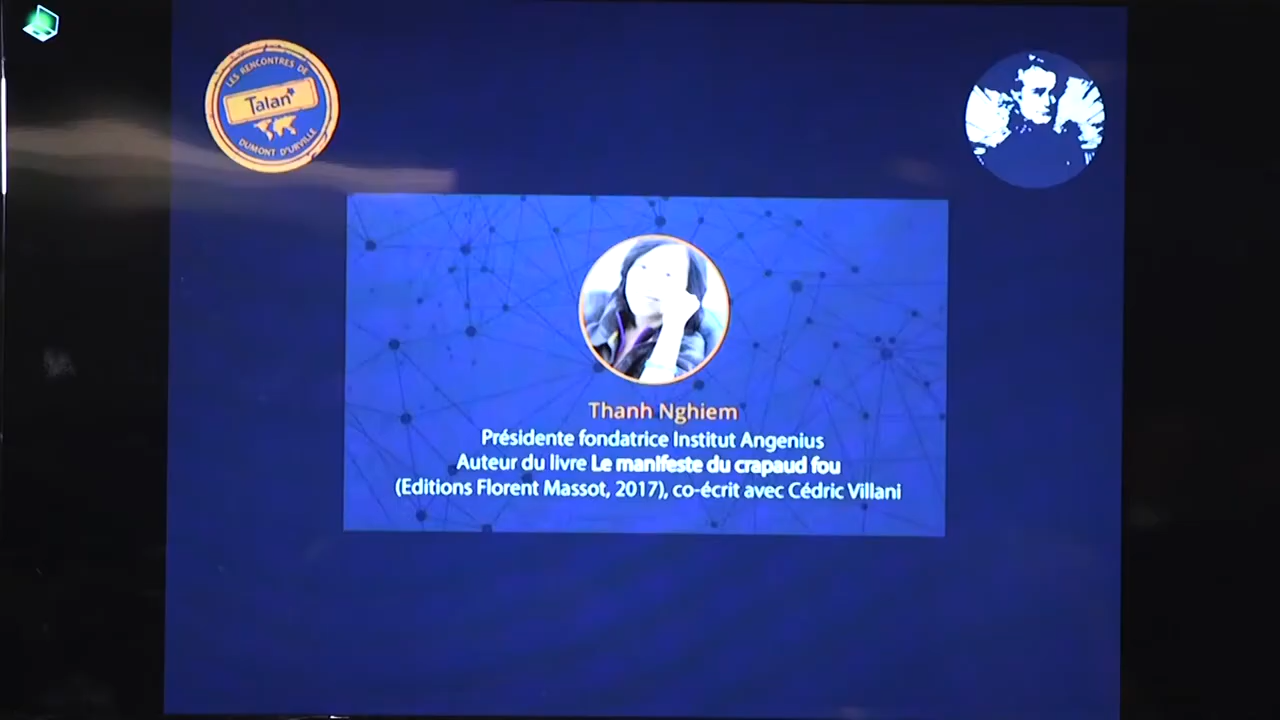 LES RENCONTRES DE
Talan
DUMONT D'URVILLE
Thanh Nghiem
Présidente fondatrice Institut Angenius
Auteur du livre Le manifeste du crapaud fou
(Editions Florent Massot, 2017), co-écrit avec Cédric Villani